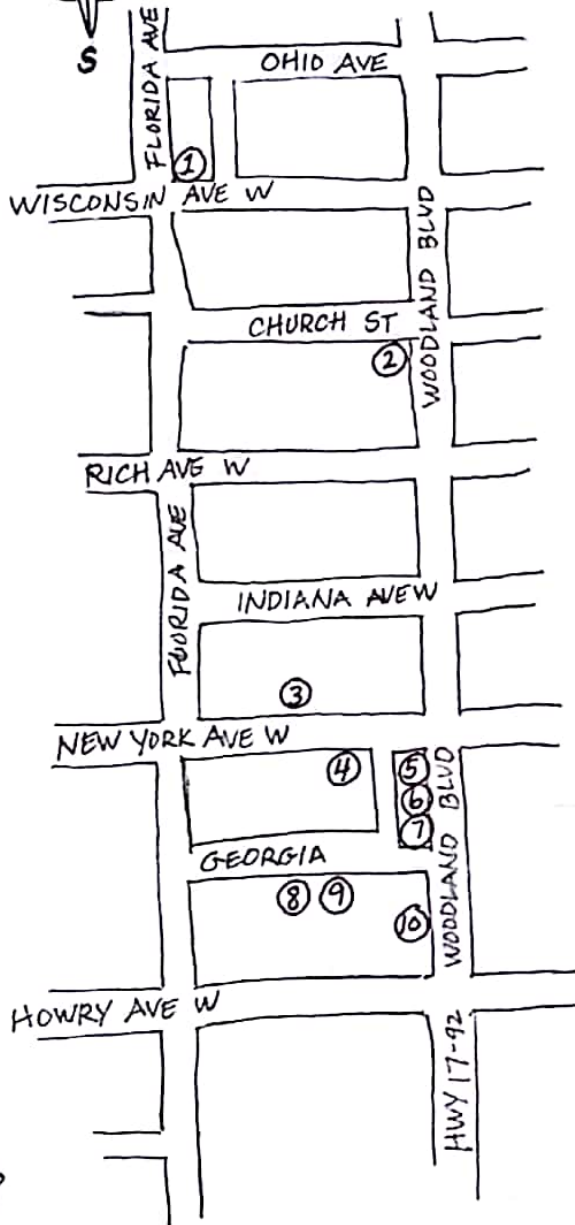 S
FLORIDA AVE
OHIO AVE
1
WISCONSIN AVE W
WOODLAND BLVD
CHURCH ST
2
RICH AVE W
FLORIDA AVE
INDIANA AVE W
3
NEW YORK AVE W
4
5
6
7
WOODLAND BLVD
GEORGIA
8
9
10
HOWRY AVE W
HWY 17-92